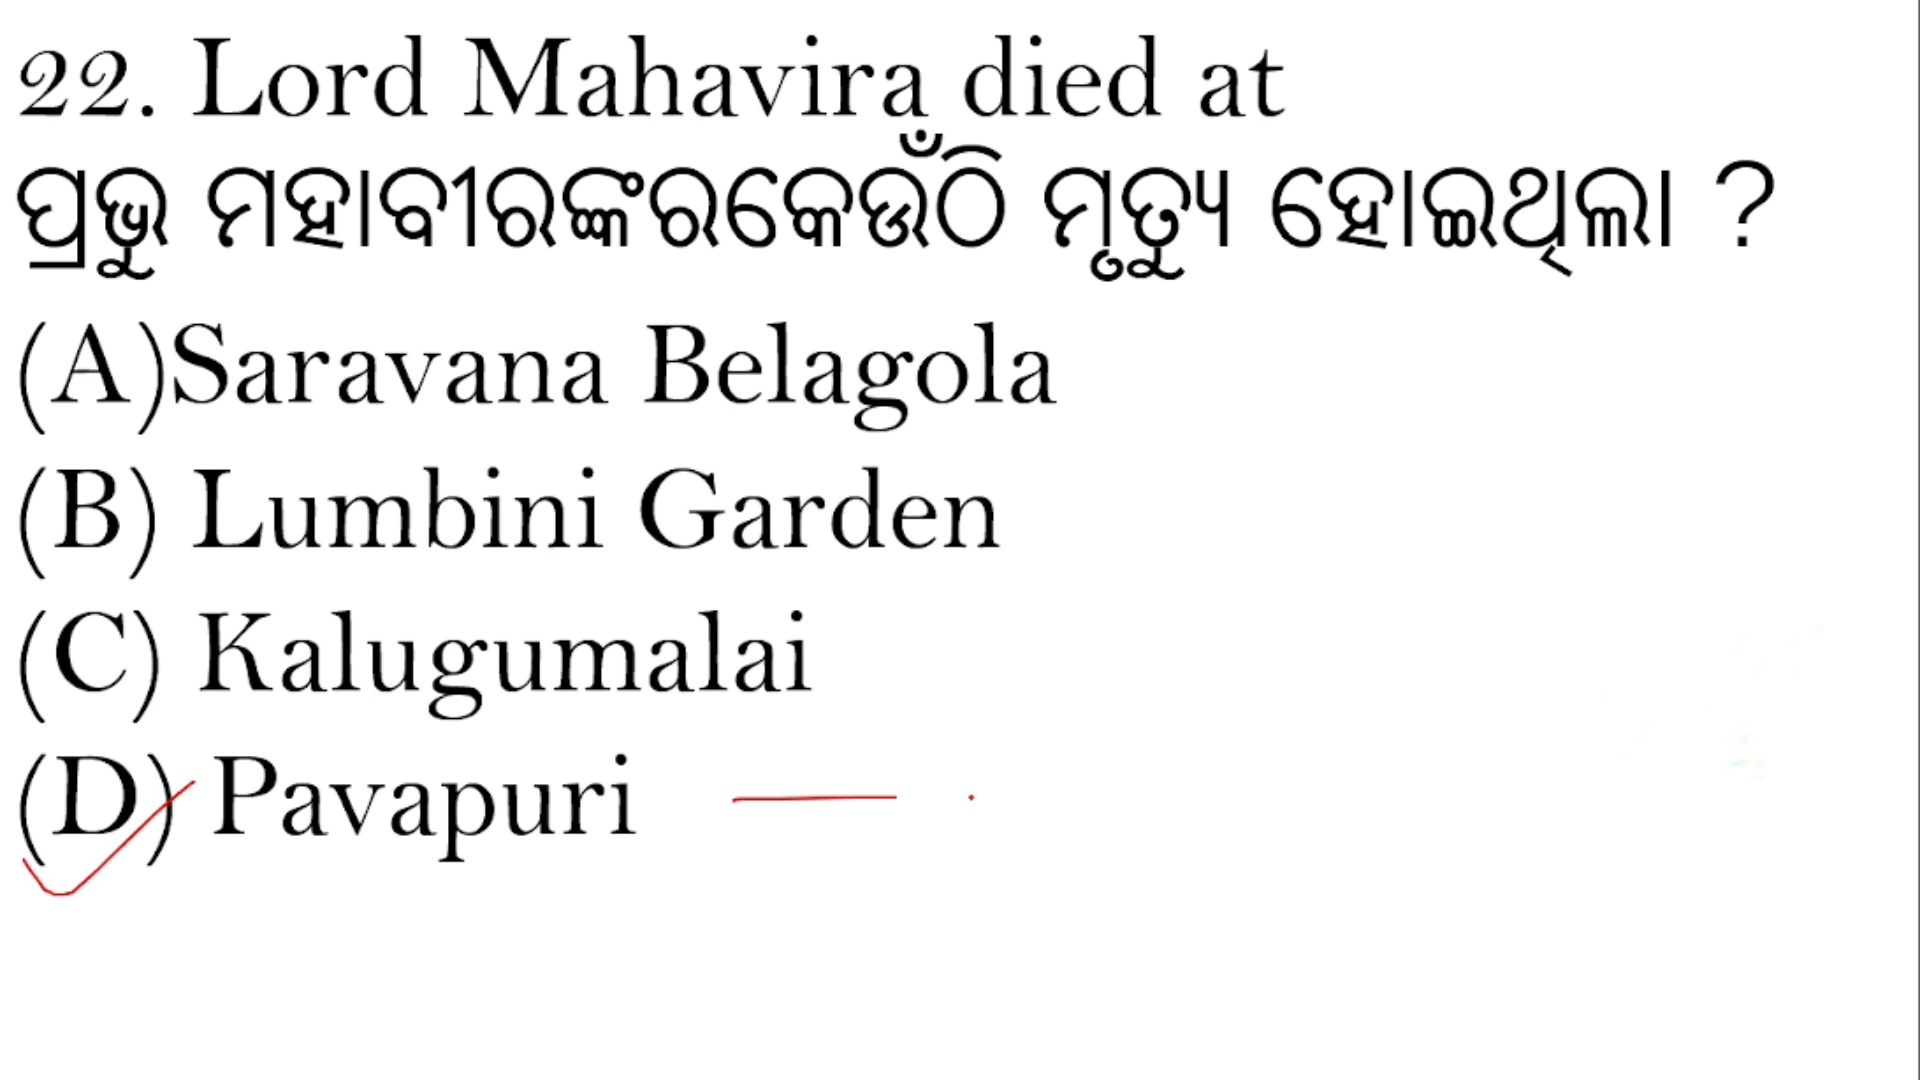 22. Lord Mahavira died at
ପ୍ରଭୁ ମହାବୀରଙ୍କରକେଉଁଠି ମୃତ୍ୟୁ ହୋଇଥିଲା ?
(A)Saravana Belagola
(B) Lumbini Garden
(C) Kalugumalai
(D) Pavapuri